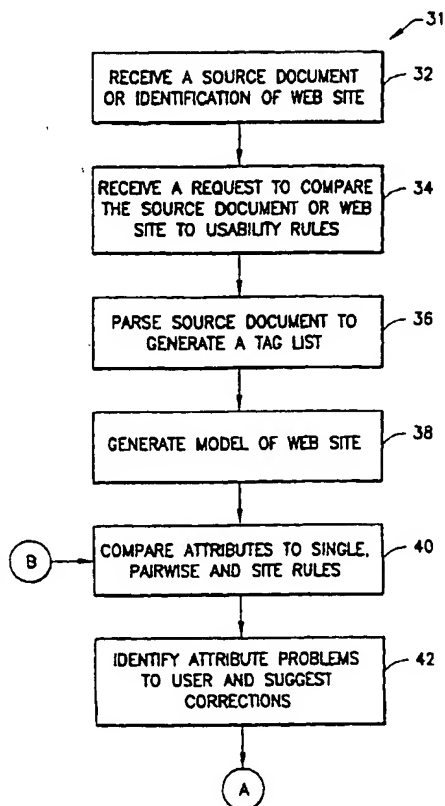 31
RECEIVE A SOURCE DOCUMENT
OR IDENTIFICATION OF WEB SITE
32
RECEIVE A REQUEST TO COMPARE
THE SOURCE DOCUMENT OR WEB
SITE TO USABILITY RULES
34
PARSE SOURCE DOCUMENT TO
GENERATE A TAG LIST
36
GENERATE MODEL OF WEB SITE
38
B
COMPARE ATTRIBUTES TO SINGLE,
PAIRWISE AND SITE RULES
40
IDENTIFY ATTRIBUTE PROBLEMS
TO USER AND SUGGEST
CORRECTIONS
42
A